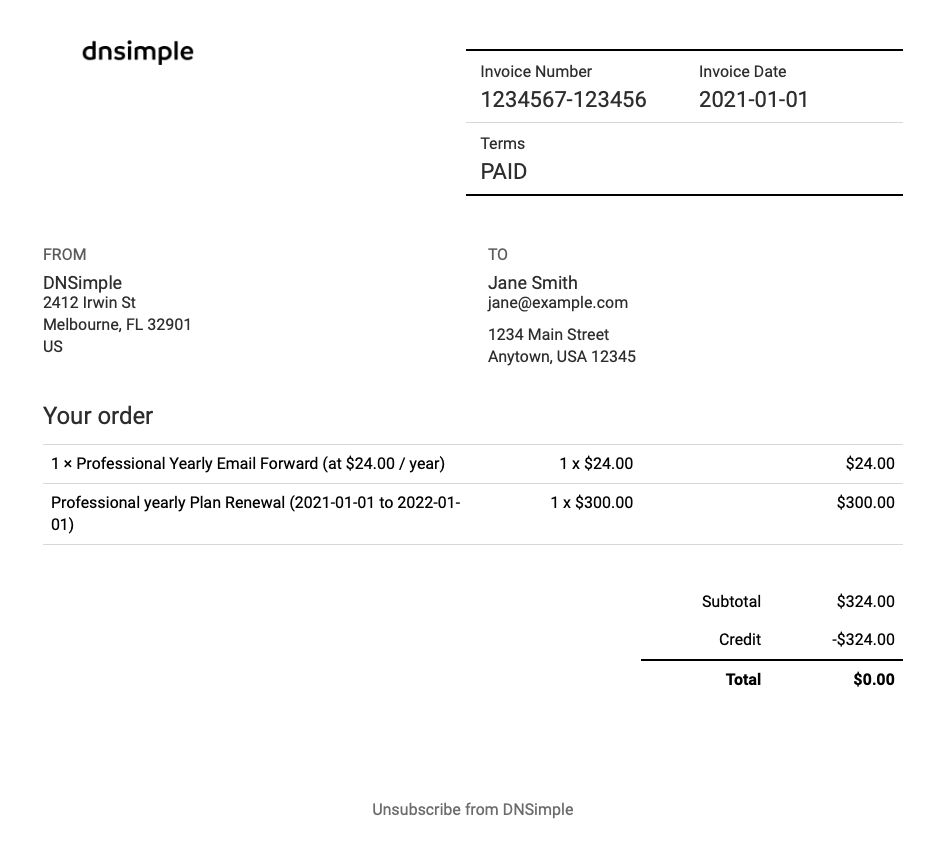 dnsimple
Invoice Number
Invoice Date
1234567-123456
2021-01-01
Terms
PAID
FROM
DNSimple
2412 Irwin St
Melbourne, FL 32901
US
TO
Jane Smith
jane@example.com
1234 Main Street
Anytown, USA 12345
Your order
1 × Professional Yearly Email Forward (at $24.00 / year) 1 x $24.00 $24.00
Professional yearly Plan Renewal (2021-01-01 to 2022-01- 1 x $300.00 $300.00
01)
Subtotal $324.00
Credit -$324.00
Total $0.00
Unsubscribe from DNSimple